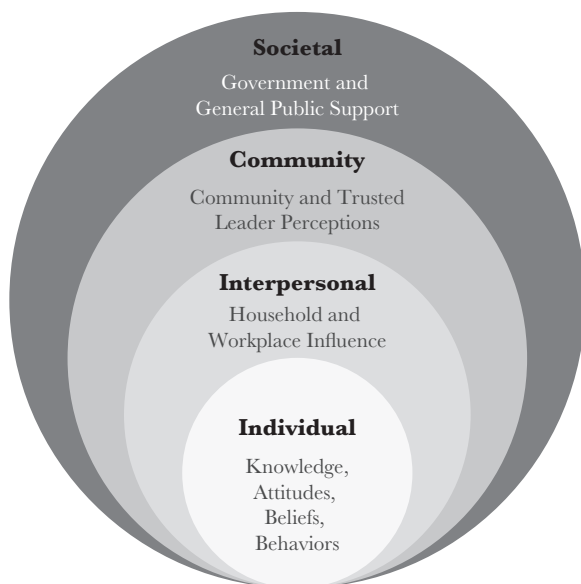 Societal
Government and
General Public Support
Community
Community and Trusted
Leader Perceptions
Interpersonal
Household and
Workplace Influence
Individual
Knowledge,
Attitudes,
Beliefs,
Behaviors